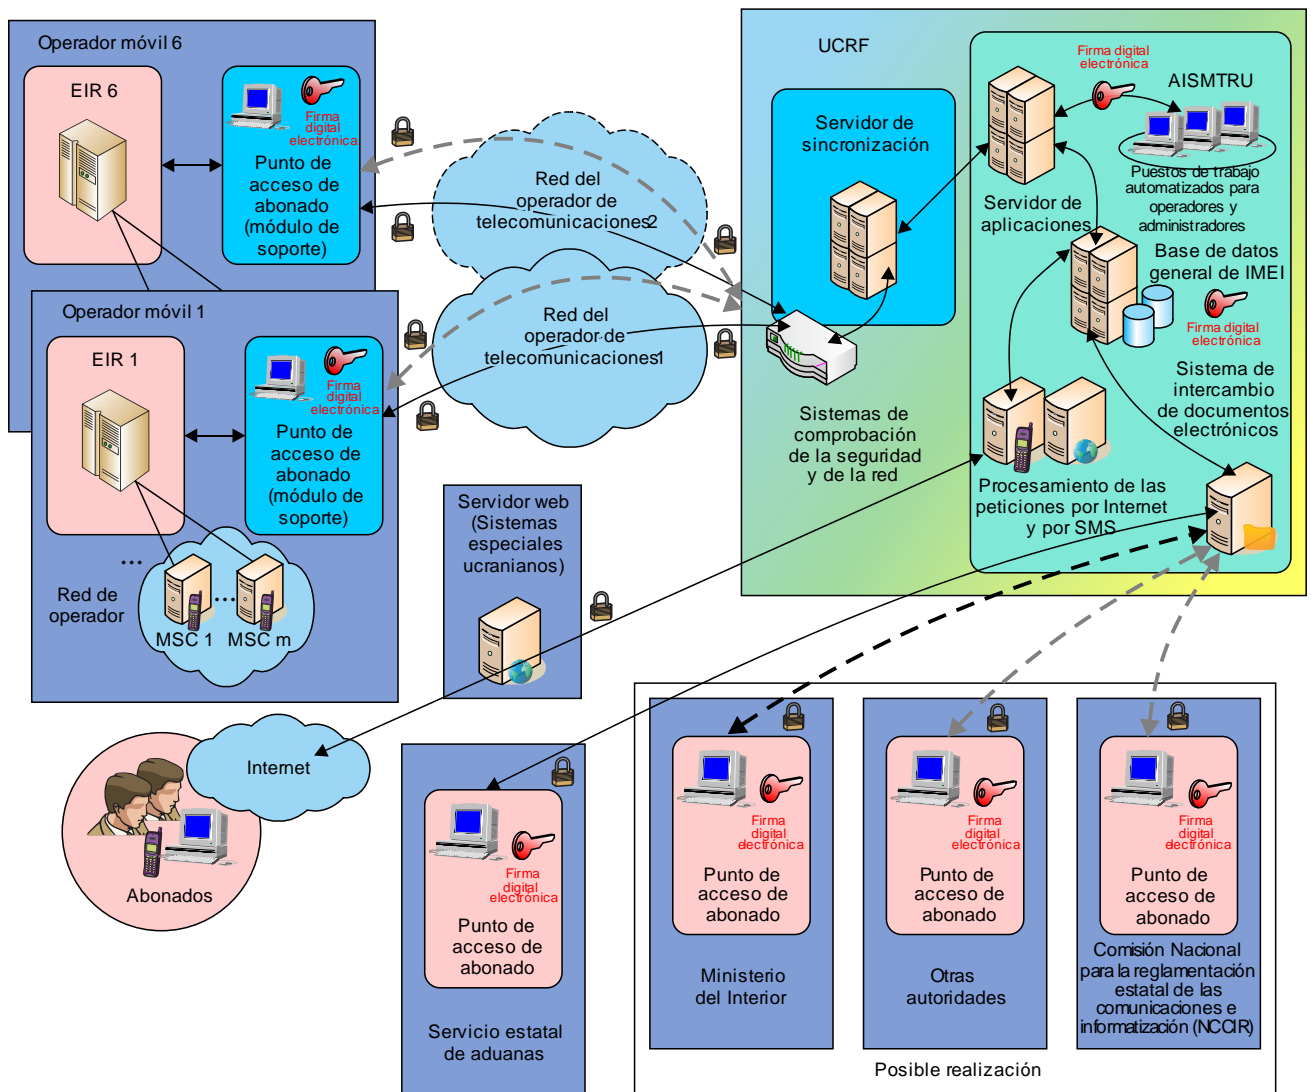 Operador móvil 6
EIR 6
Firma
digital
electrónica
Punto de
acceso de
abonado
(módulo de
soporte)
Operador móvil 1
EIR 1
Firma
digital
electrónica
Punto de
acceso de
abonado
(módulo de
soporte)
...
Red de
operador
...
MSC 1
MSC m
Red del
operador de
telecomunicaciones2
Red del
operador de
telecomunicaciones1
UCRF
Servidor de
sincronización
Sistemas de
comprobación
de la seguridad
y de la red
Firma digital
electrónica
AISMTRU
Puestos de trabajo
automatizados para
operadores y
administradores
Servidor de
aplicaciones
Base de datos
general de IMEI
Firma digital
electrónica
Sistema de
intercambio
de documentos
electrónicos
Procesamiento de las
peticiones por Internet
y por SMS
Servidor web
(Sistemas
especiales
ucranianos)
Internet
Abonados
Firma
digital
electrónica
Punto de
acceso de
abonado
Servicio estatal
de aduanas
Firma
digital
electrónica
Punto de
acceso de
abonado
Ministerio
del Interior
Firma
digital
electrónica
Punto de
acceso de
abonado
Otras
autoridades
Firma
digital
electrónica
Punto de
acceso de
abonado
Comisión Nacional
para la reglamentación
estatal de las
comunicaciones e
informatización (NCCIR)
Posible realización